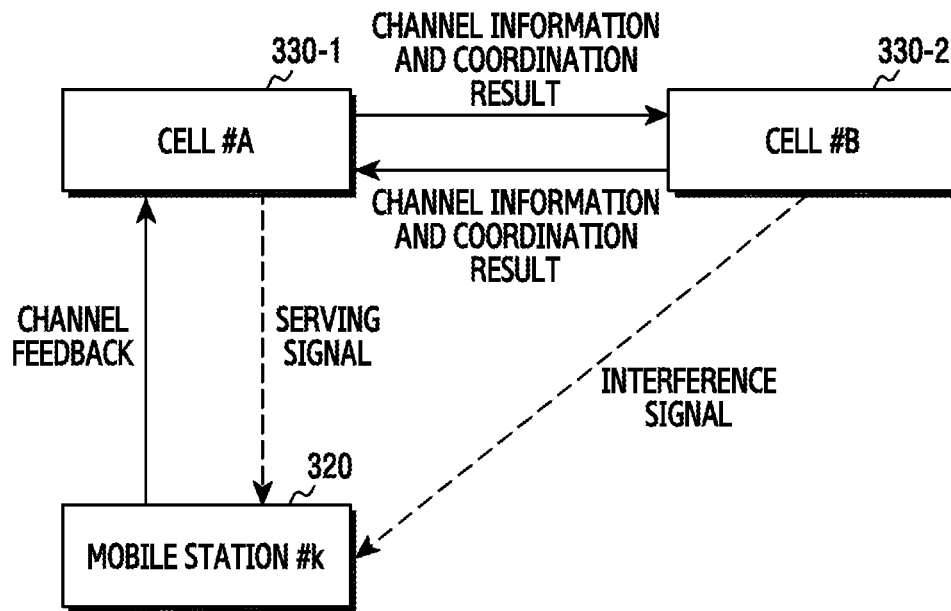 CHANNEL INFORMATION
AND COORDINATION
RESULT
330-1
330-2
CELL #A
CELL #B
CHANNEL INFORMATION
AND COORDINATION
RESULT
CHANNEL
FEEDBACK
SERVING
SIGNAL
INTERFERENCE
SIGNAL
320
MOBILE STATION #k